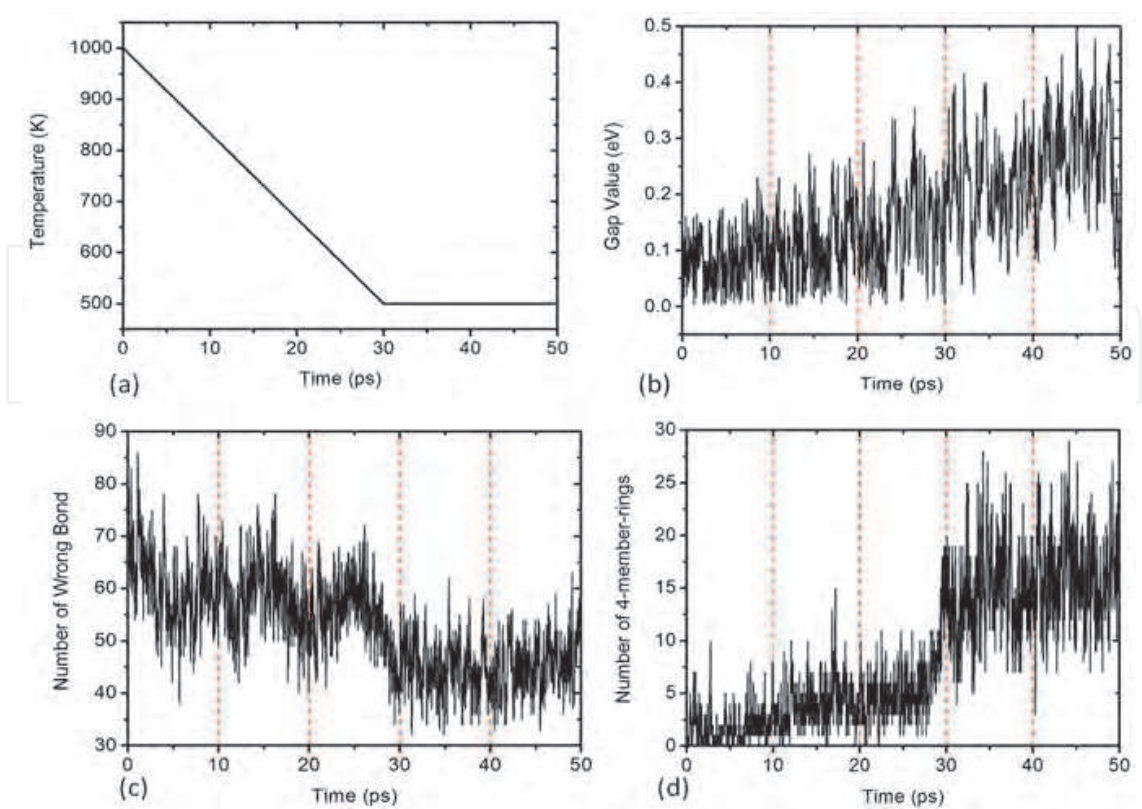 1000
900
800
700
600
500
Temperature (K)
0 10 20 30 40 50
Time (ps)
(a)
0.5
0.4
0.3
0.2
0.1
0.0
Gap Value (eV)
0 10 20 30 40 50
Time (ps)
(b)
90
80
70
60
50
40
30
Number of Wrong Bond
0 10 20 30 40 50
Time (ps)
(c)
30
25
20
15
10
5
0
Number of 4-member-rings
0 10 20 30 40 50
Time (ps)
(d)